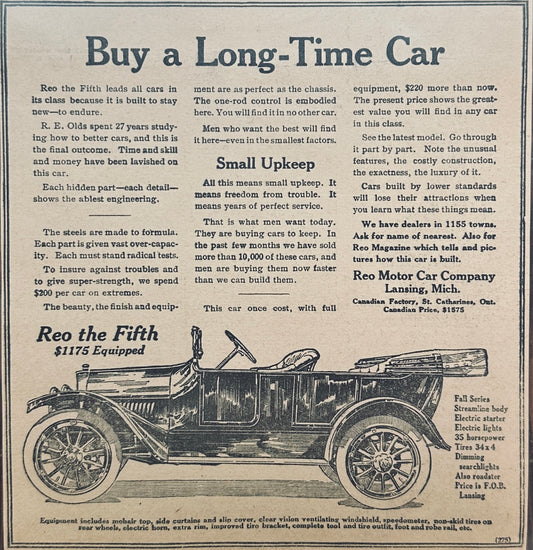 Buy a Long-Time Car
Reo the Fifth leads all cars in
its class because it is built to stay
new—to endure.
R. E. Olds spent 27 years study-
ing how to better cars, and this is
the final outcome. Time and skill
and money have been lavished on
this car.
Each hidden part—each detail—
shows the ablest engineering.
The steels are made to formula.
Each part is given vast over-capac-
ity. Each must stand radical tests.
To insure against troubles and
to give super-strength, we spend
$200 per car on extremes.
The beauty, the finish and equip-
ment are as perfect as the chassis.
The one-rod control is embodied
here. You will find it in no other car.
Men who want the best will find
it here—even in the smallest factors.
Small Upkeep
All this means small upkeep. It
means freedom from trouble. It
means years of perfect service.
That is what men want today.
They are buying cars to keep. In
the past few months we have sold
more than 10,000 of these cars, and
men are buying them now faster
than we can build them.
This car once cost, with full
equipment, $220 more than now.
The present price shows the great-
est value you will find in any car
in this class.
See the latest model. Go through
it part by part. Note the unusual
features, the costly construction,
the exactness, the luxury of it.
Cars built by lower standards
will lose their attractions when
you learn what these things mean.
We have dealers in 1155 towns.
Ask for name of nearest. Also for
Reo Magazine which tells and pic-
tures how this car is built.
Reo Motor Car Company
Lansing, Mich.
Canadian Factory, St. Catharines, Ont.
Canadian Price, $1575
Reo the Fifth
$1175 Equipped
Fall Series
Streamline body
Electric starter
Electric lights
35 horsepower
Tires 34 x 4
Dimming
searchlights
Also roadster
Price is F.O.B.
Lansing
Equipment includes mohair top, side curtains and slip cover, clear vision ventilating windshield, speedometer, non-skid tires on
rear wheels, electric horn, extra rim, improved tire bracket, complete tool and tire outfit, foot and robe rail, etc.
(275)